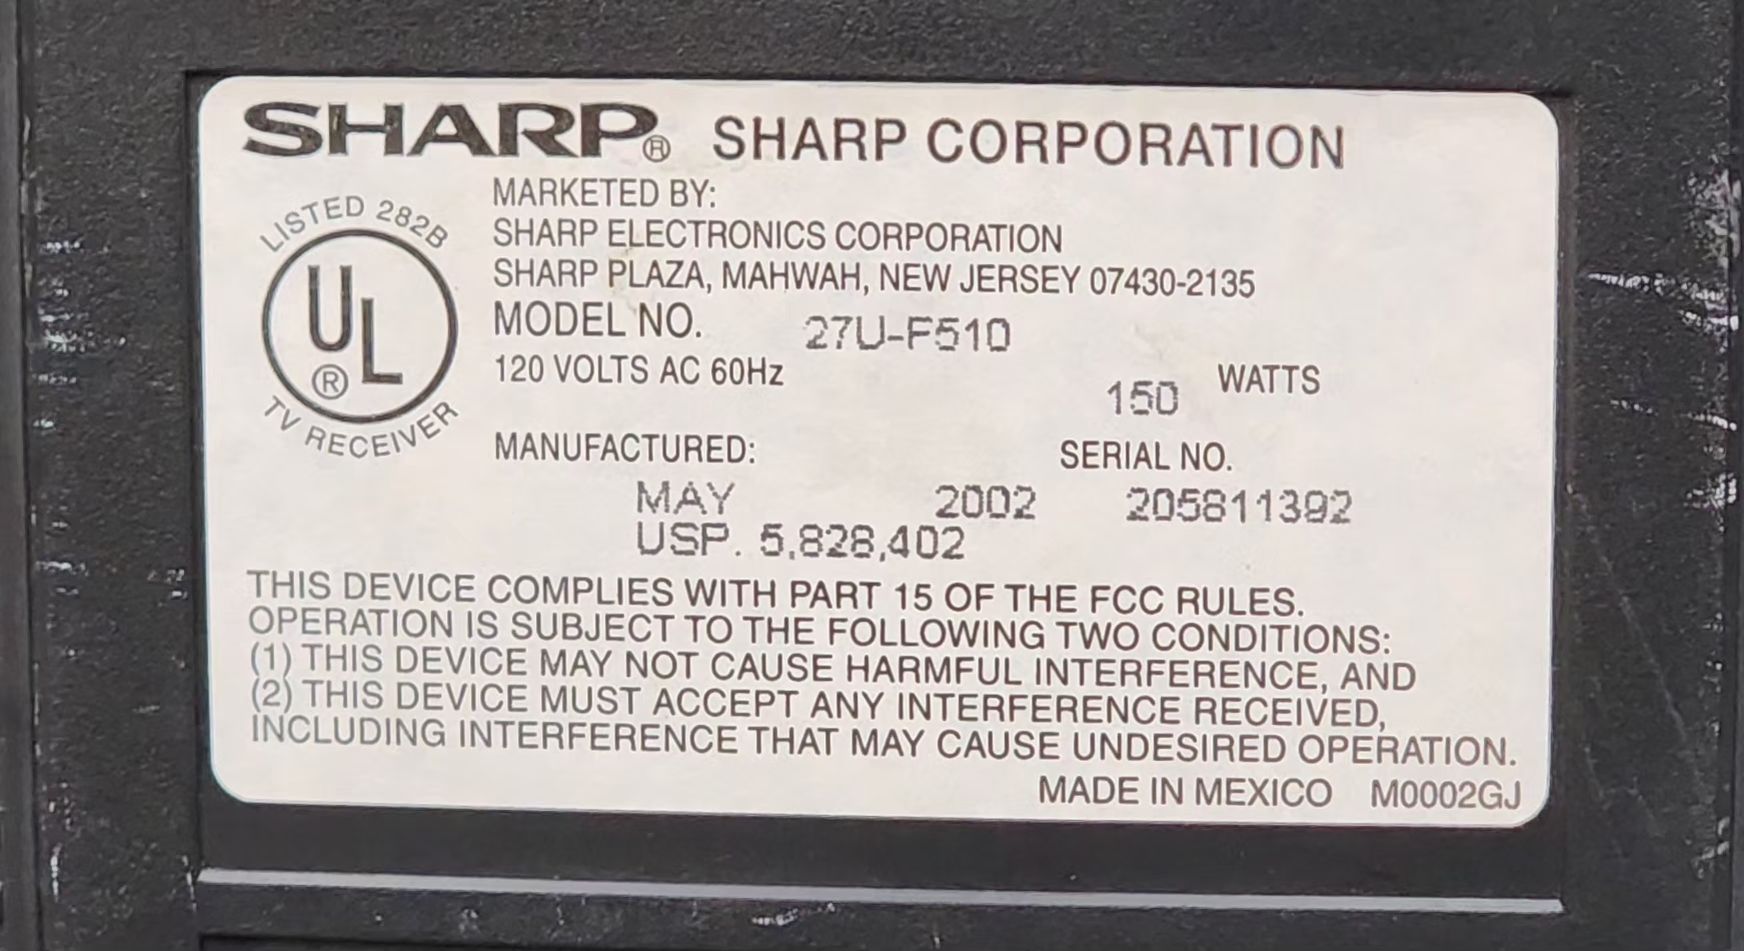 SHARP® SHARP CORPORATION
LISTED 282B
UL®
TV RECEIVER
MARKETED BY:
SHARP ELECTRONICS CORPORATION
SHARP PLAZA, MAHWAH, NEW JERSEY 07430-2135
MODEL NO. 27U-F510
120 VOLTS AC 60Hz 150 WATTS
MANUFACTURED: SERIAL NO.
MAY 2002 205811392
USP. 5,828,402
THIS DEVICE COMPLIES WITH PART 15 OF THE FCC RULES.
OPERATION IS SUBJECT TO THE FOLLOWING TWO CONDITIONS:
(1) THIS DEVICE MAY NOT CAUSE HARMFUL INTERFERENCE, AND
(2) THIS DEVICE MUST ACCEPT ANY INTERFERENCE RECEIVED,
INCLUDING INTERFERENCE THAT MAY CAUSE UNDESIRED OPERATION.
MADE IN MEXICO M0002GJ